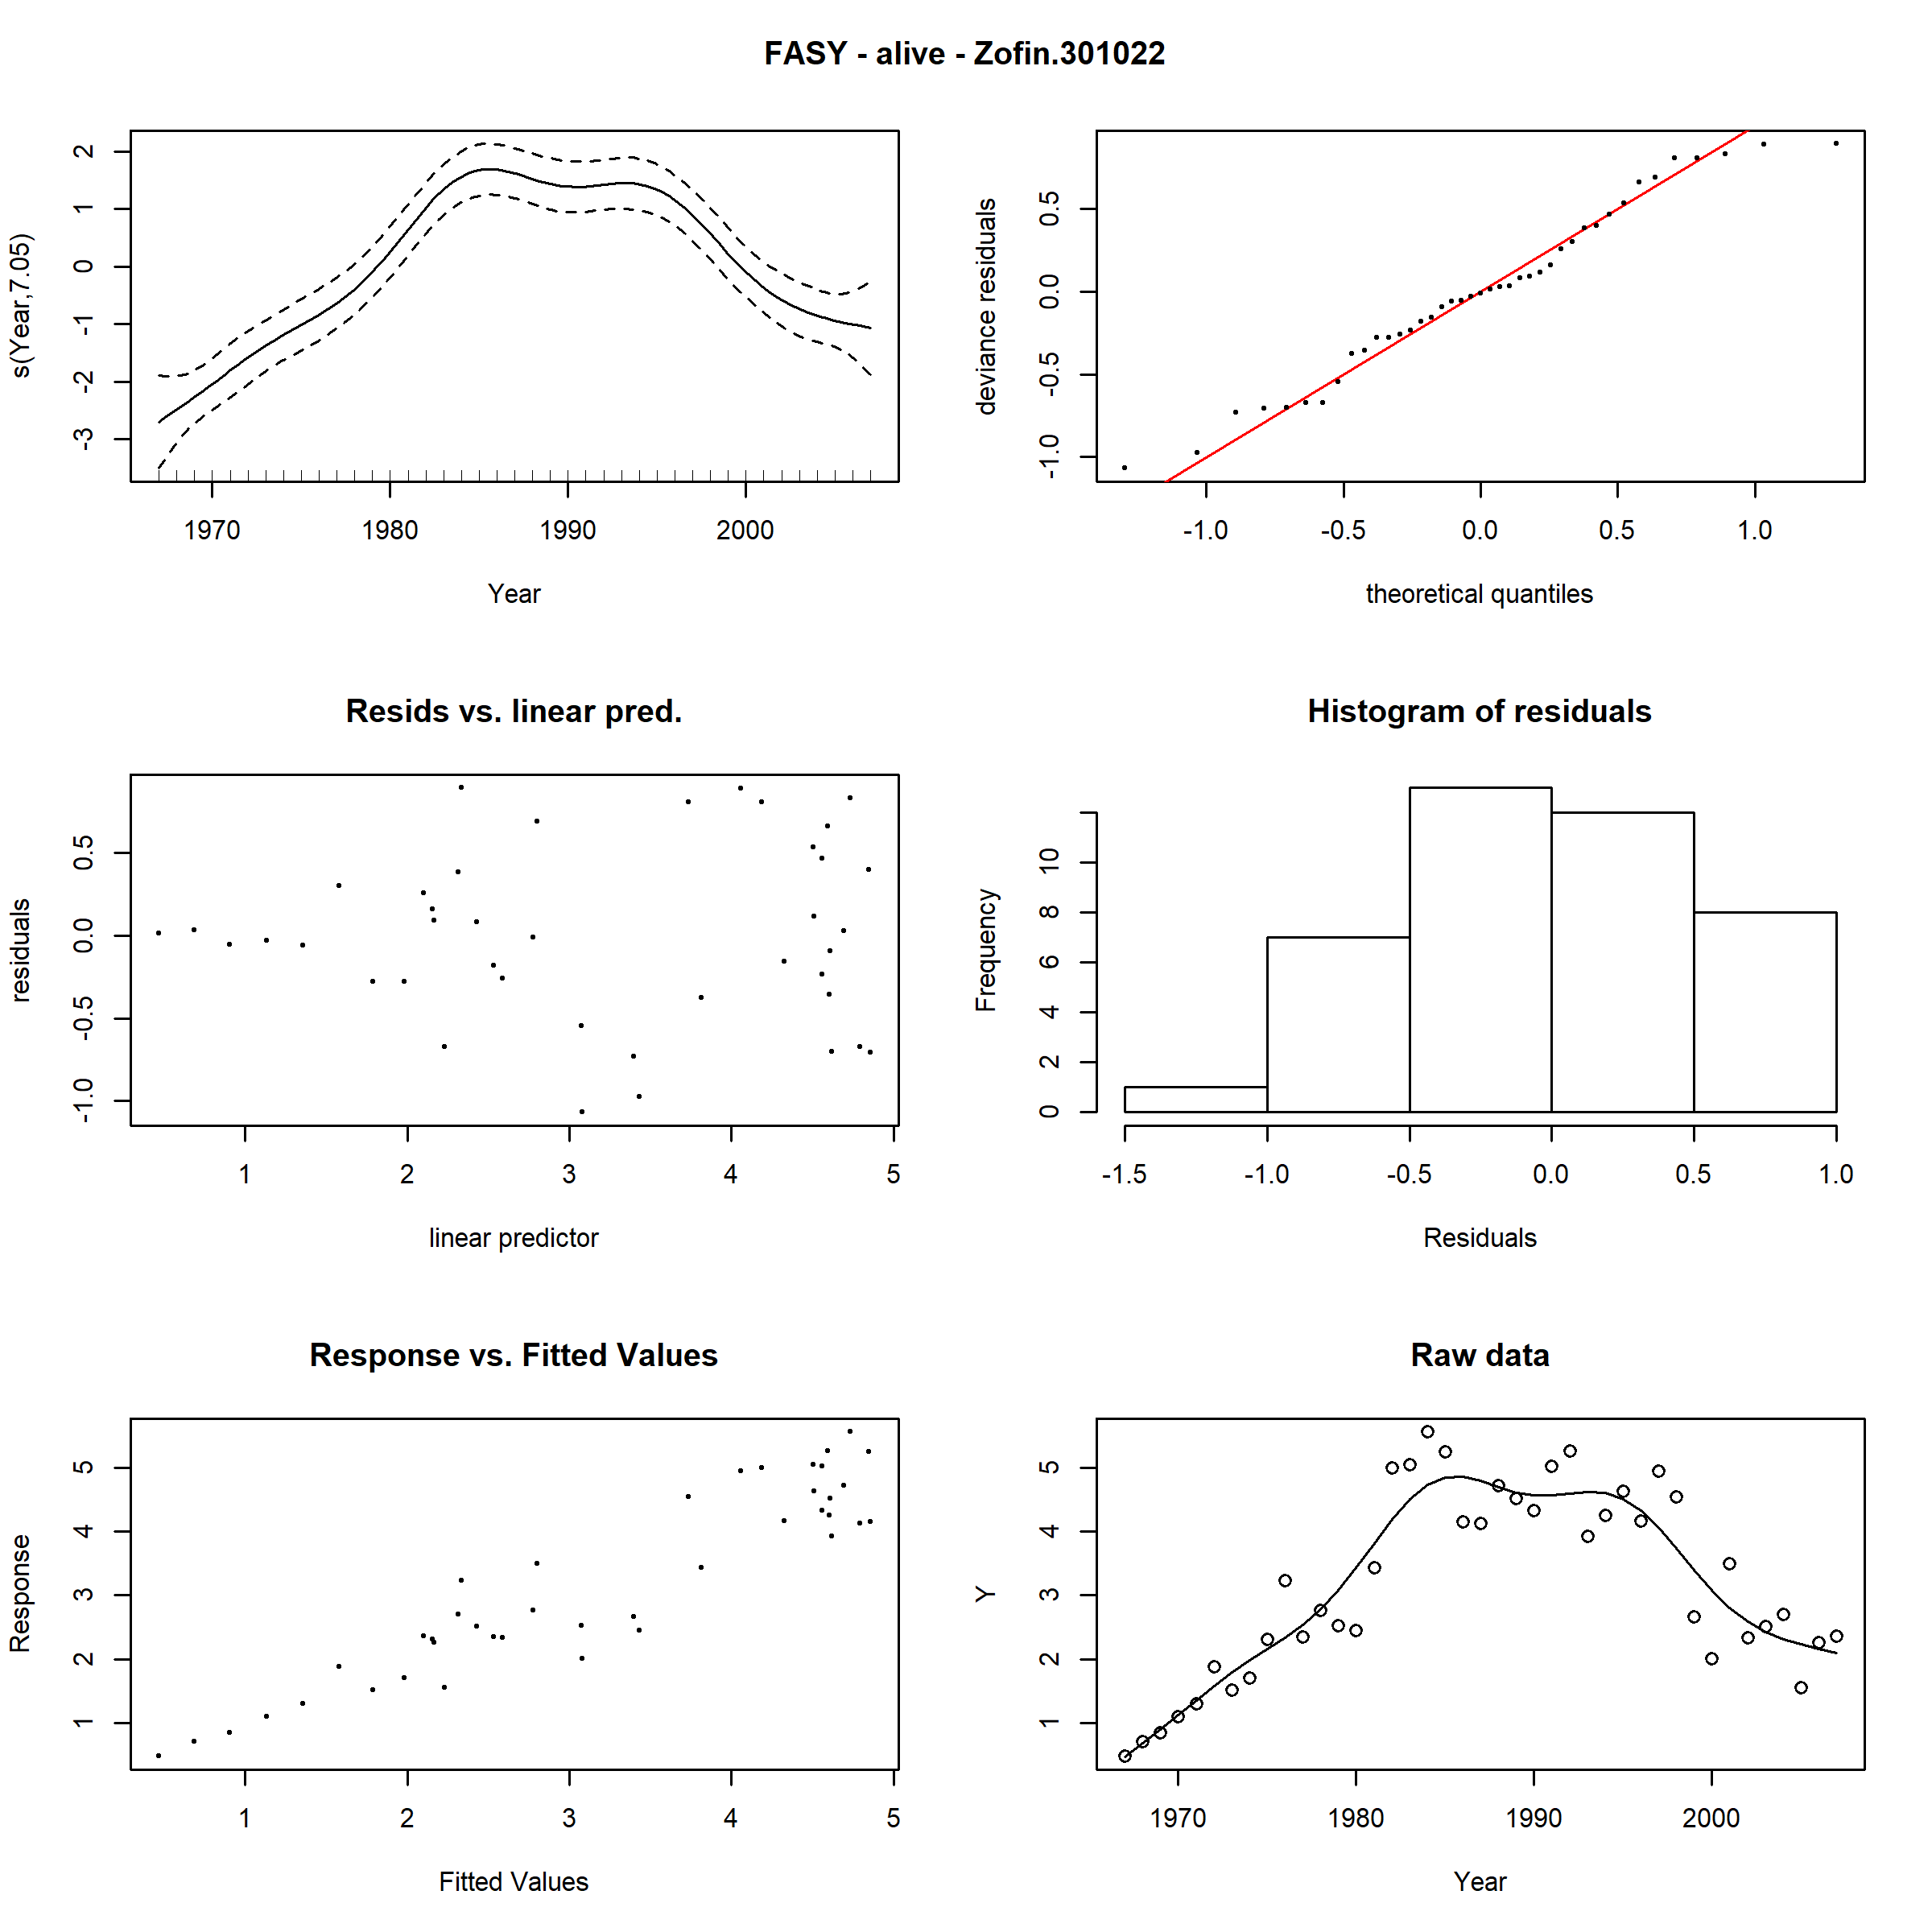 FASY - alive - Zofin.301022
s(Year,7.05)
2
1
0
-1
-2
-3
1970 1980 1990 2000
Year
deviance residuals
0.5
0.0
-0.5
-1.0
-1.0 -0.5 0.0 0.5 1.0
theoretical quantiles
Resids vs. linear pred.
residuals
0.5
0.0
-0.5
-1.0
1 2 3 4 5
linear predictor
Histogram of residuals
Frequency
10
8
6
4
2
0
-1.5 -1.0 -0.5 0.0 0.5 1.0
Residuals
Response vs. Fitted Values
Response
5
4
3
2
1
1 2 3 4 5
Fitted Values
Raw data
Y
5
4
3
2
1
1970 1980 1990 2000
Year